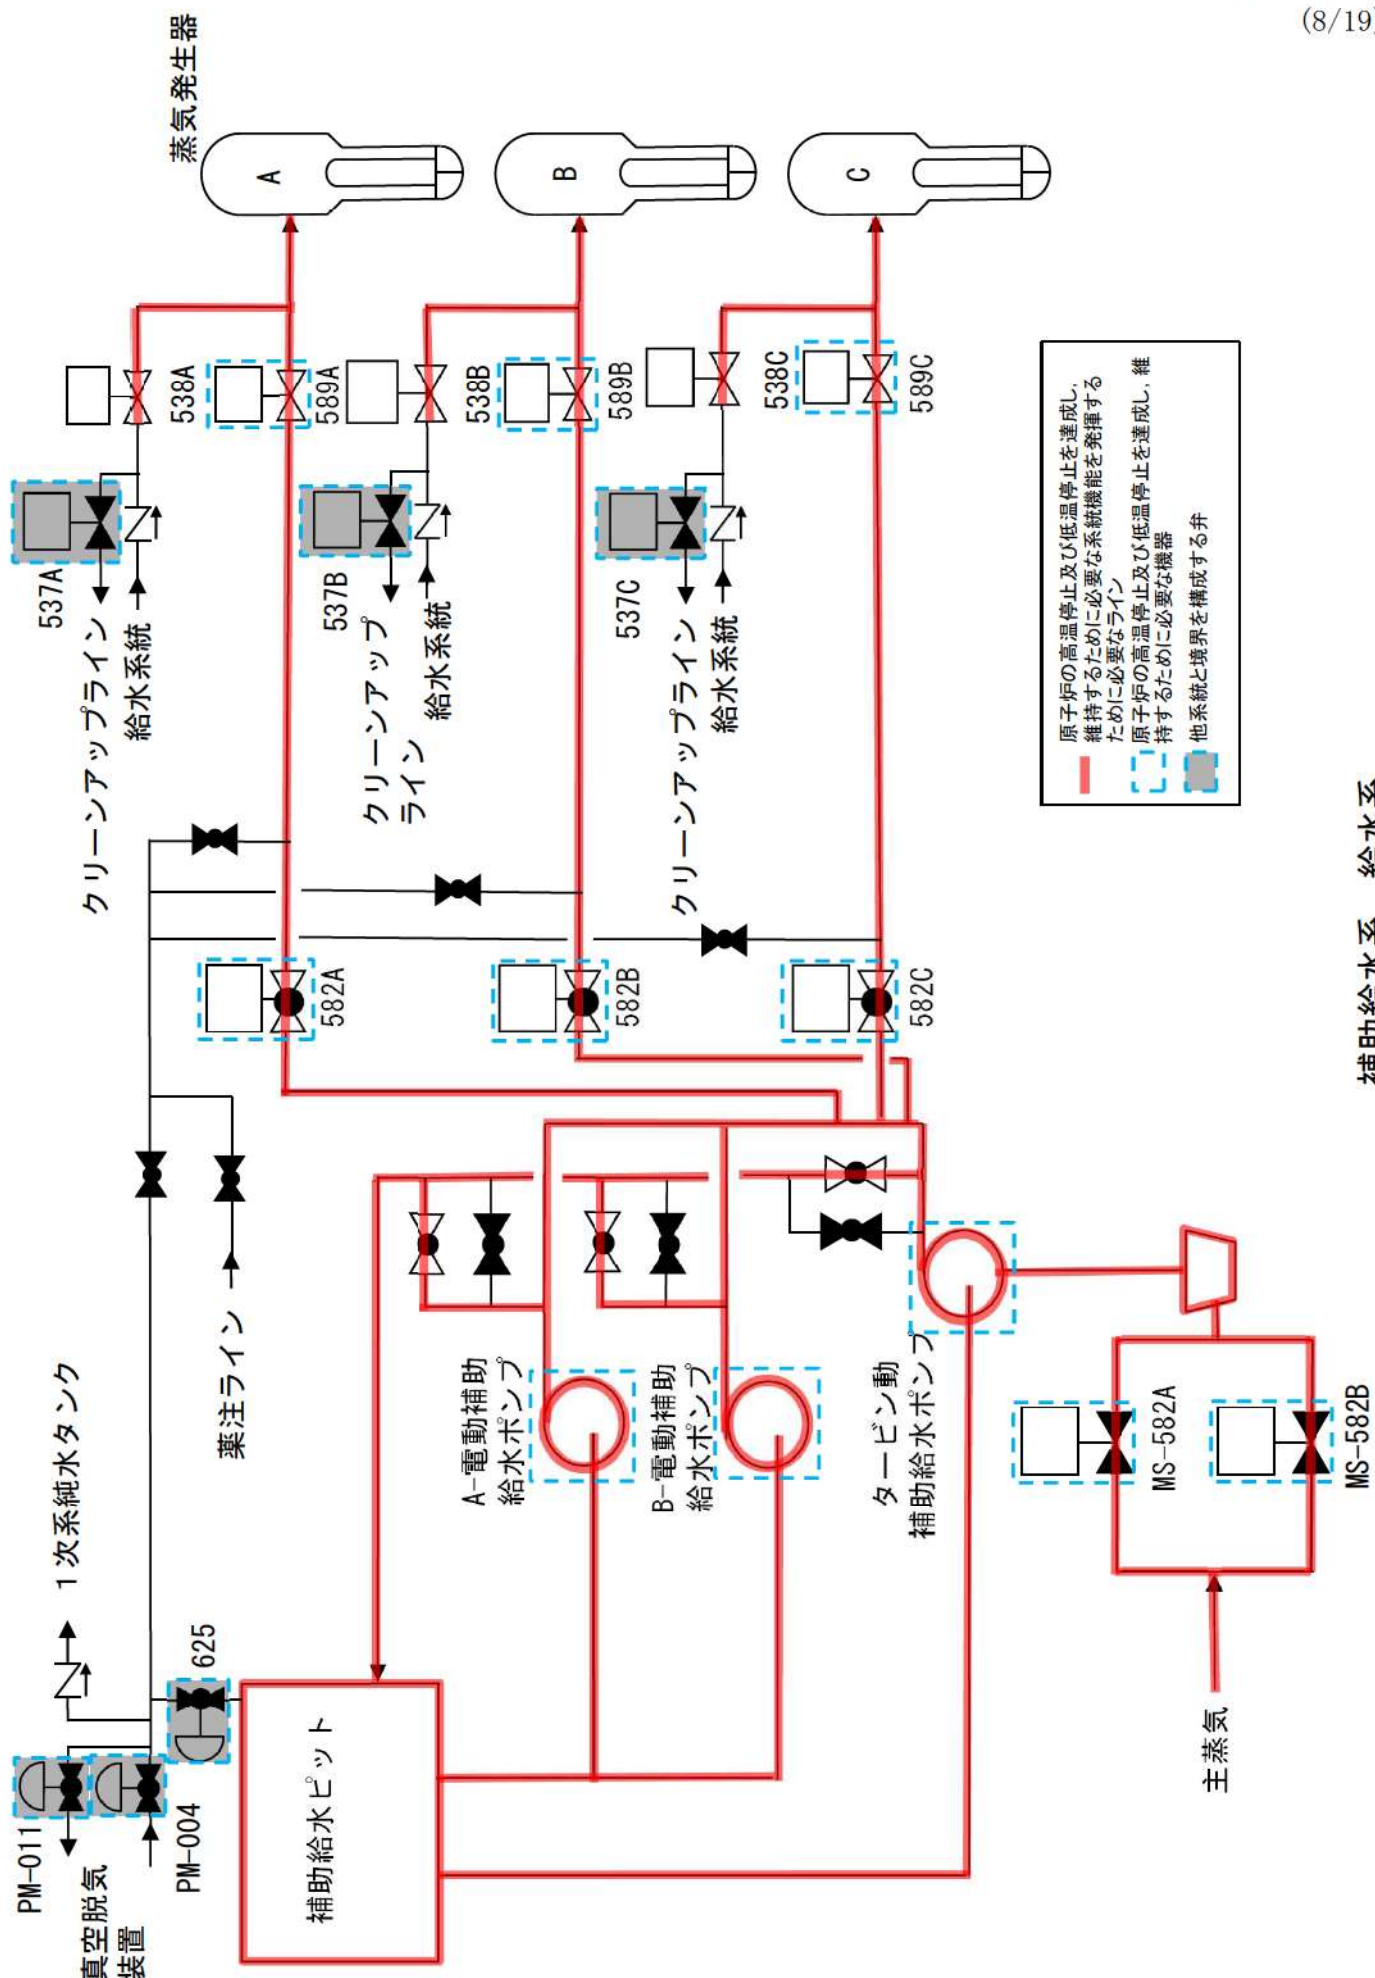 (8/19)
蒸気発生器
A
B
C
538A
589A
538B
589B
538C
589C
537A
クリーンアップライン
給水系統
537B
クリーンアップ
ライン
給水系統
537C
クリーンアップライン
給水系統
582A
582B
582C
薬注ライン
1次系純水タンク
625
PM-011
真空脱気
装置
PM-004
補助給水ピット
A-電動補助
給水ポンプ
B-電動補助
給水ポンプ
タービン動
補助給水ポンプ
MS-582A
MS-582B
主蒸気
原子炉の高温停止及び低温停止を達成し,
維持するために必要な系統機能を発揮する
ために必要なライン
原子炉の高温停止及び低温停止を達成し,維
持するために必要な機器
他系統と境界を構成する弁
補助給水系 給水系